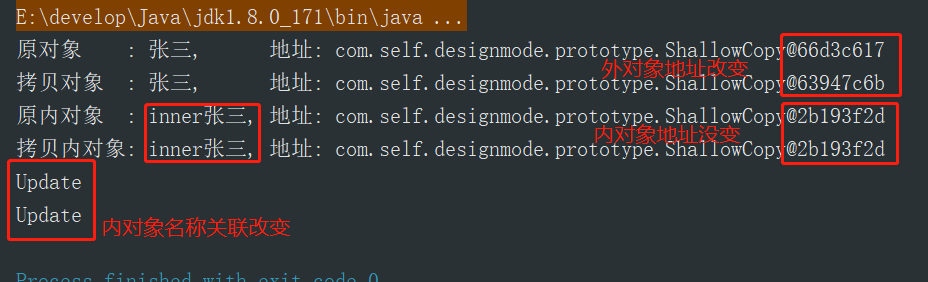 E:\develop\Java\jdk1.8.0_171\bin\java ...
原对象 : 张三, 地址: com.self.designmode.prototype.ShallowCopy@66d3c617
外对象地址改变
拷贝对象 : 张三, 地址: com.self.designmode.prototype.ShallowCopy@63947c6b
原内对象 : inner张三, 地址: com.self.designmode.prototype.ShallowCopy@2b193f2d
内对象地址没变
拷贝内对象: inner张三, 地址: com.self.designmode.prototype.ShallowCopy@2b193f2d
Update
Update
内对象名称关联改变
Process finished with exit code 0